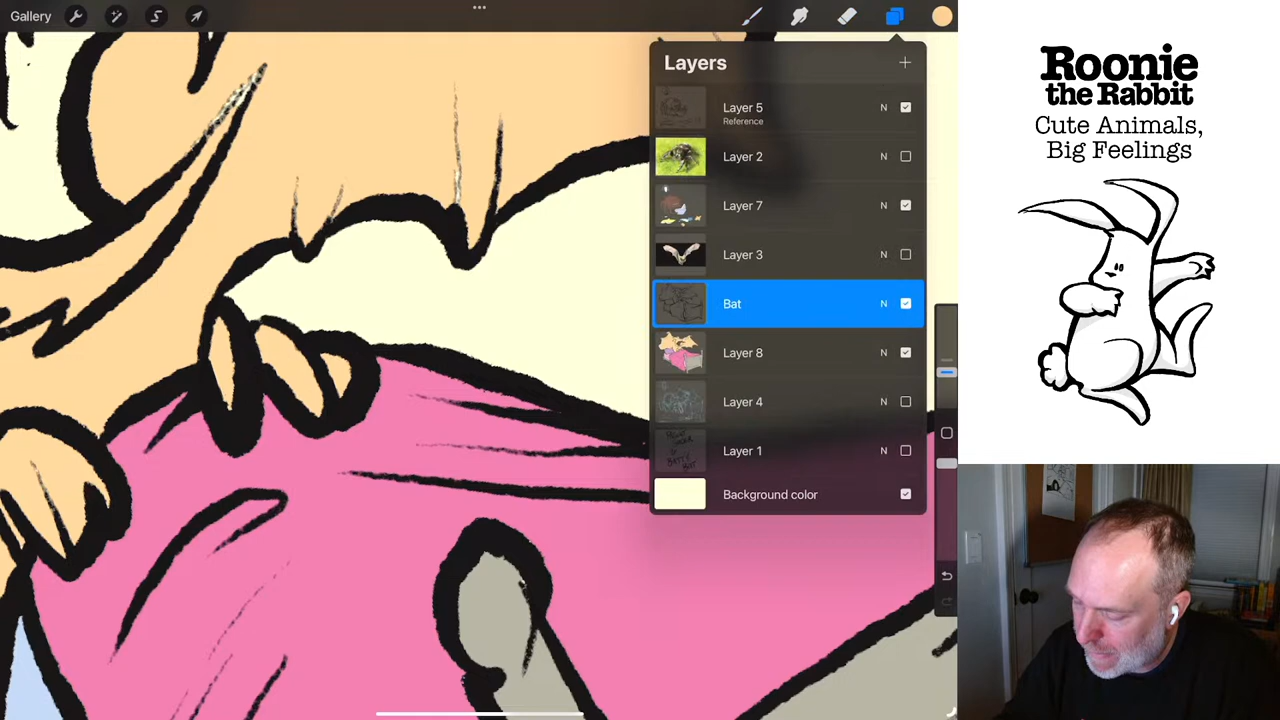 Gallery
Layers
Layer 5
N
Reference
Layer 2
N
Layer 7
N
Layer 3
N
Bat
N
Layer 8
N
Layer 4
N
Layer 1
N
Background color
Roonie
the Rabbit
Cute Animals,
Big Feelings